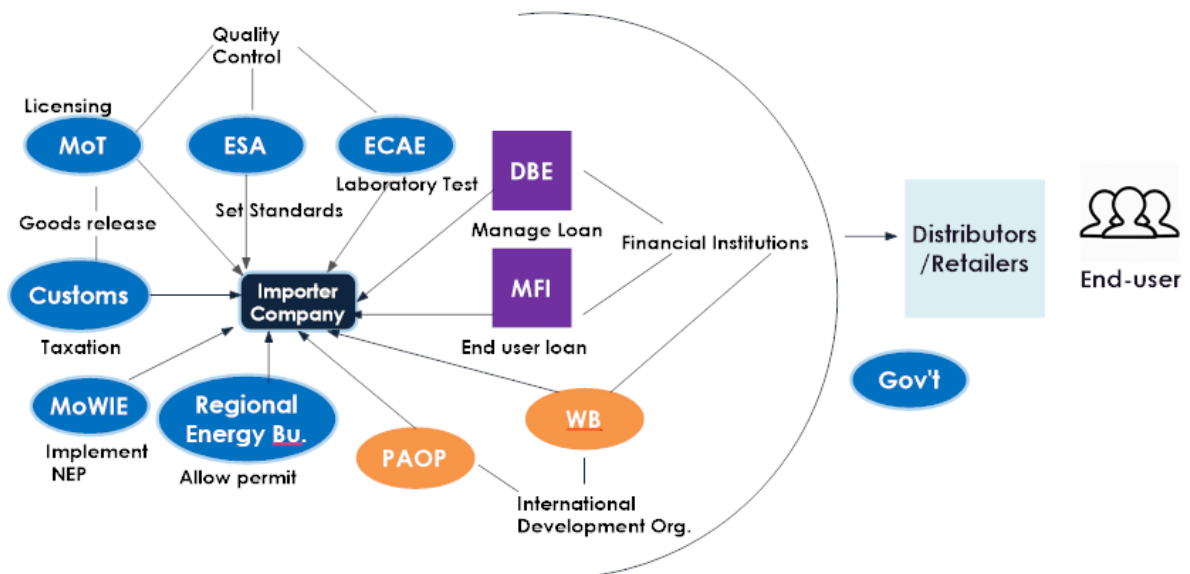 Quality
Control
Licensing
MoT
ESA
ECAE
Laboratory Test
DBE
Goods release
Set Standards
Manage Loan
Financial Institutions
Distributors
/Retailers
Customs
Importer
Company
MFI
End-user
Taxation
End user loan
MoWIE
Regional
Energy Bu.
Gov't
WB
Implement
NEP
Allow permit
PAOP
International
Development Org.